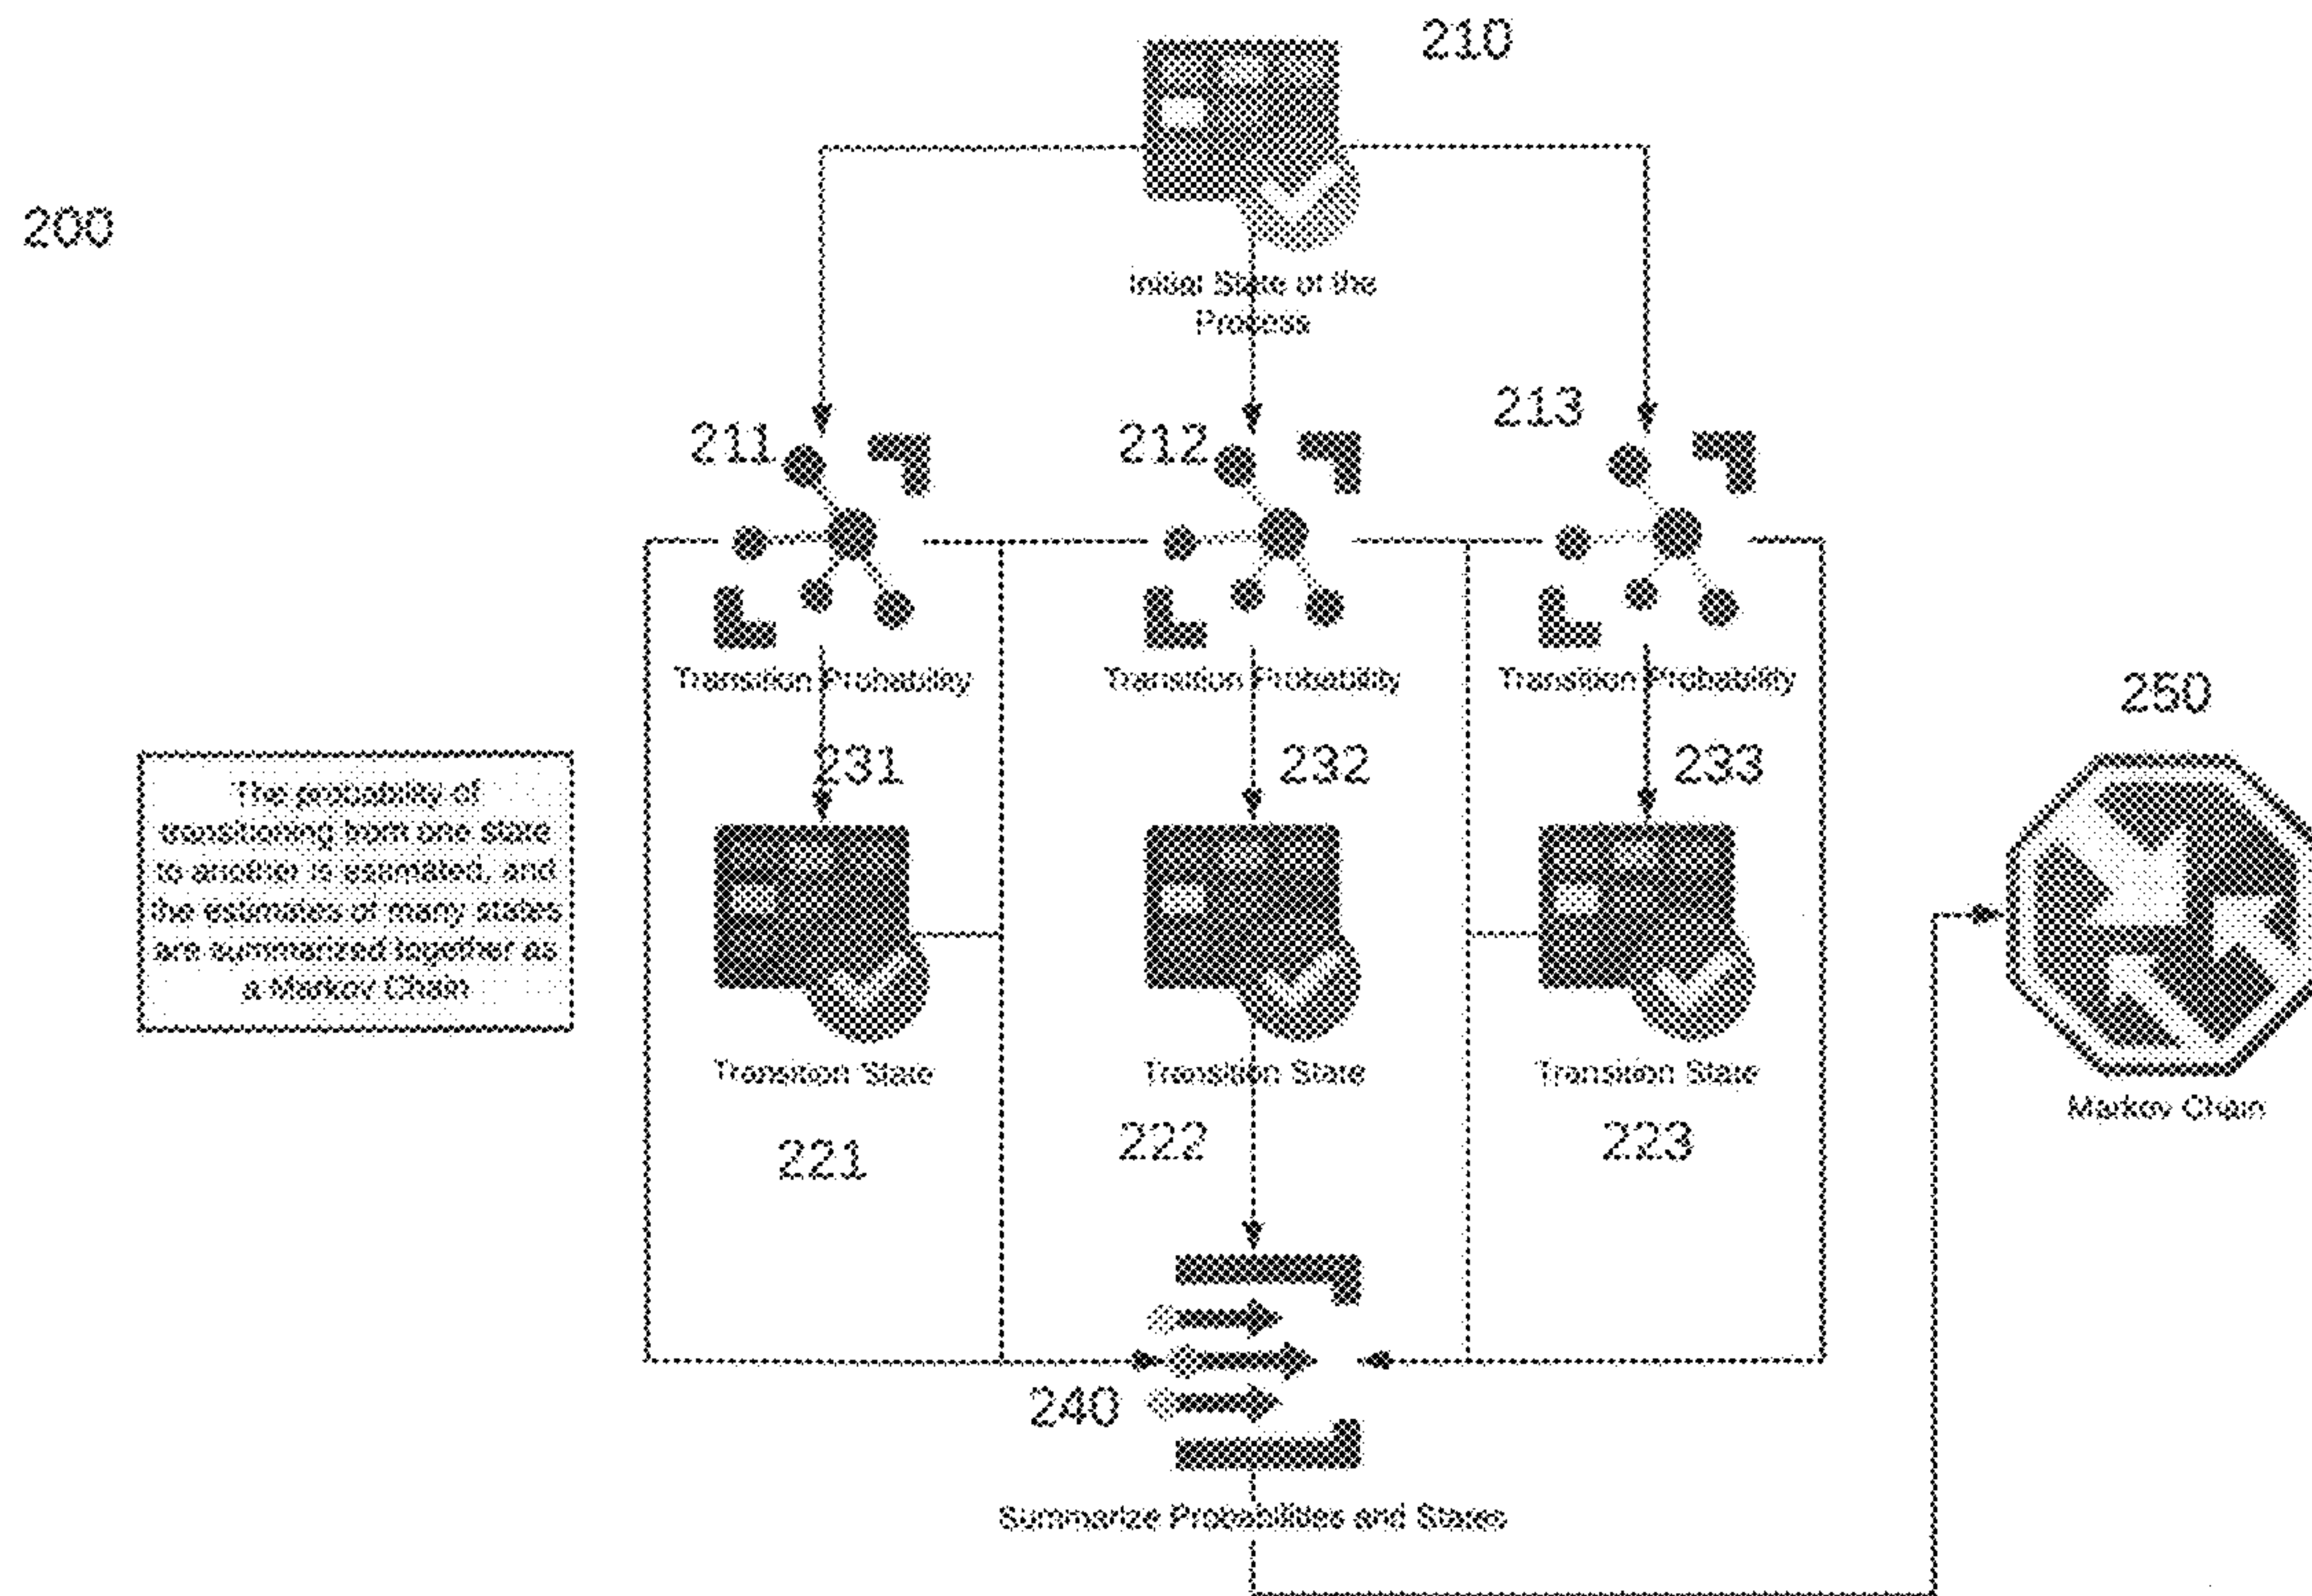 210
200
Initial State of the
Process
211
212
213
Transition Probability
Transition Probability
Transition Probability
231
232
233
250
The probability of
transitioning from one state
to another is estimated, and
the estimates of many states
are summarized together as
a Markov Chain
Transition State
Transition State
Transition State
Markov Chain
221
222
223
240
Summarize Probabilities and States